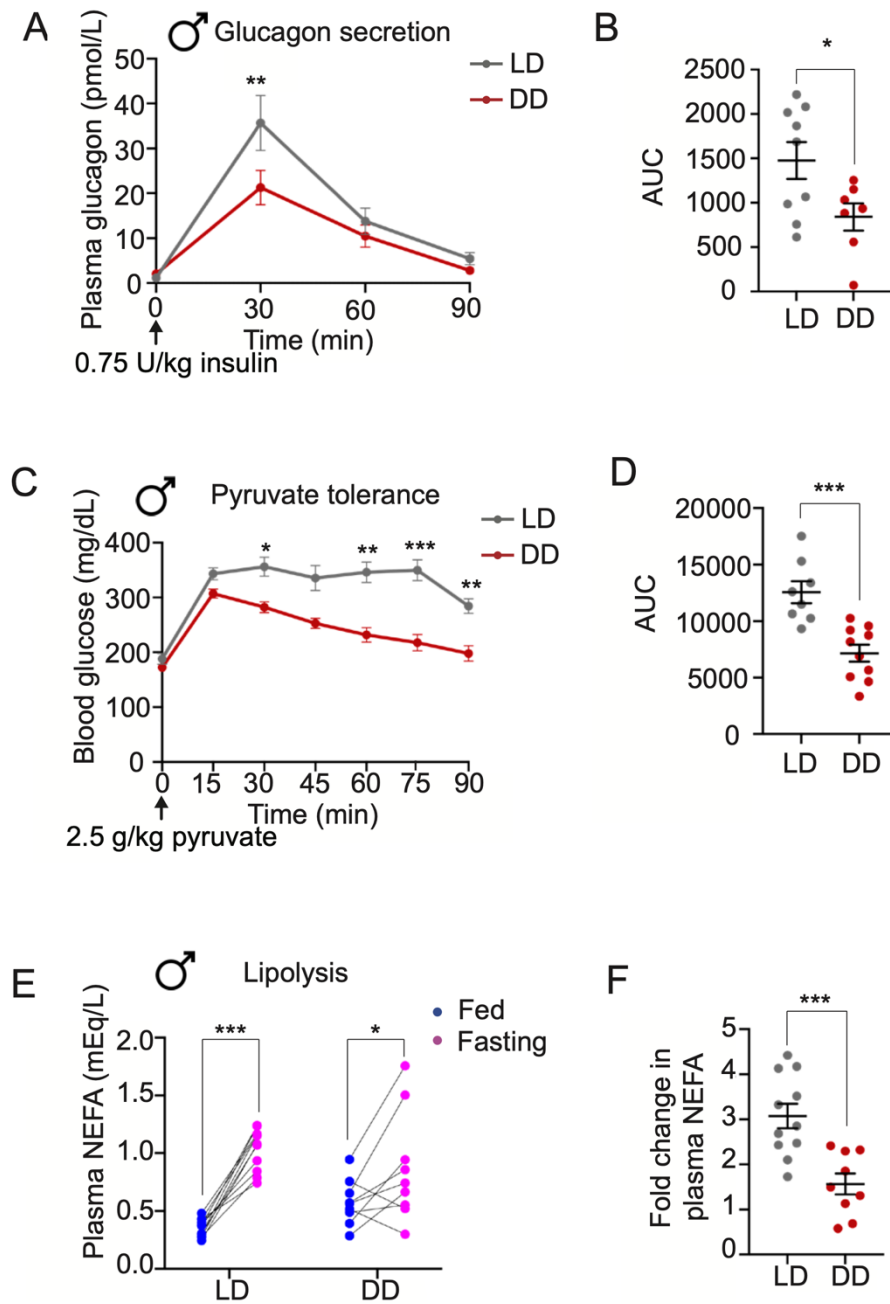 A
♂ Glucagon secretion
Plasma glucagon (pmol/L)
50
40
30
20
10
0
**
LD
DD
0 30 60 90
Time (min)
0.75 U/kg insulin
B
*
AUC
2500
2000
1500
1000
500
0
LD DD
C
♂ Pyruvate tolerance
Blood glucose (mg/dL)
400
300
200
100
0
* ** *** **
LD
DD
0 15 30 45 60 75 90
Time (min)
2.5 g/kg pyruvate
D
***
AUC
20000
15000
10000
5000
0
LD DD
E
♂ Lipolysis
Plasma NEFA (mEq/L)
2.0
1.5
1.0
0.5
0.0
*** *
Fed
Fasting
LD DD
F
***
Fold change in
plasma NEFA
5
4
3
2
1
0
LD DD